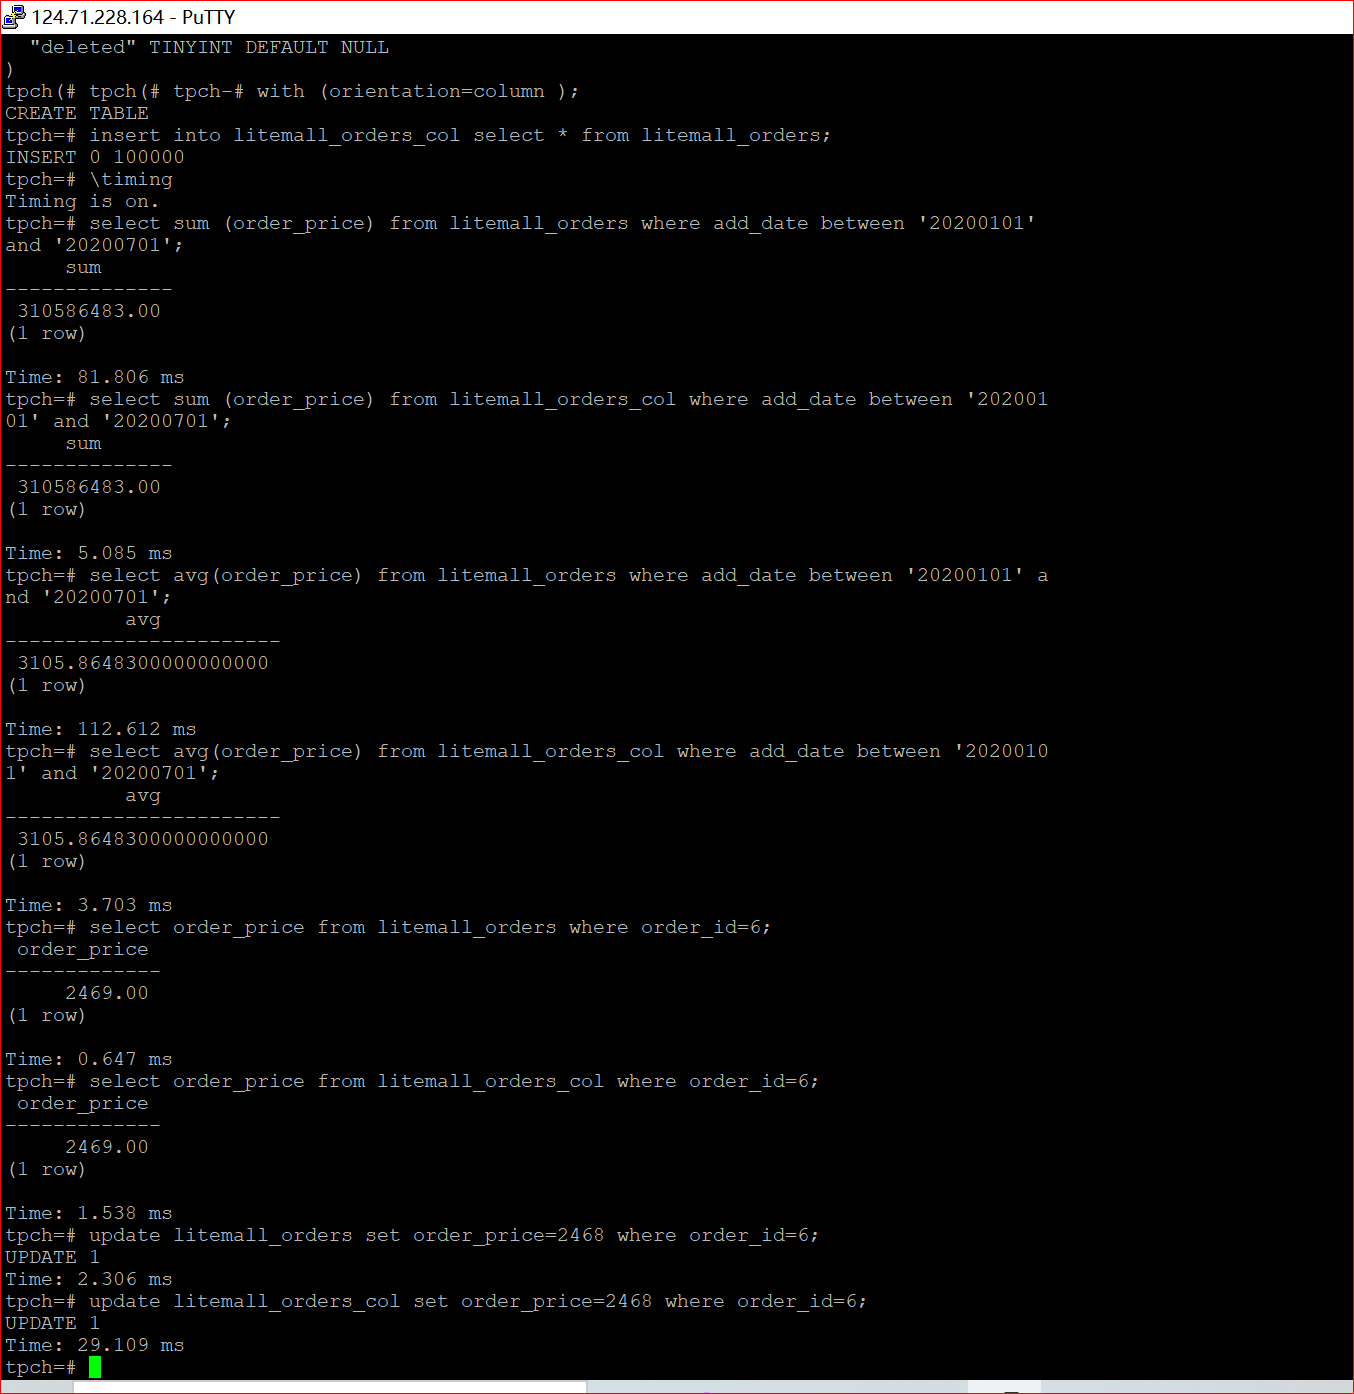 124.71.228.164 - PuTTY
  "deleted" TINYINT DEFAULT NULL
)
tpch(# tpch(# tpch-# with (orientation=column );
CREATE TABLE
tpch=# insert into litemall_orders_col select * from litemall_orders;
INSERT 0 100000
tpch=# \timing
Timing is on.
tpch=# select sum (order_price) from litemall_orders where add_date between '20200101'
and '20200701';
     sum
--------------
 310586483.00
(1 row)

Time: 81.806 ms
tpch=# select sum (order_price) from litemall_orders_col where add_date between '202001
01' and '20200701';
     sum
--------------
 310586483.00
(1 row)

Time: 5.085 ms
tpch=# select avg(order_price) from litemall_orders where add_date between '20200101' a
nd '20200701';
          avg
-----------------------
 3105.8648300000000000
(1 row)

Time: 112.612 ms
tpch=# select avg(order_price) from litemall_orders_col where add_date between '2020010
1' and '20200701';
          avg
-----------------------
 3105.8648300000000000
(1 row)

Time: 3.703 ms
tpch=# select order_price from litemall_orders where order_id=6;
 order_price
-------------
     2469.00
(1 row)

Time: 0.647 ms
tpch=# select order_price from litemall_orders_col where order_id=6;
 order_price
-------------
     2469.00
(1 row)

Time: 1.538 ms
tpch=# update litemall_orders set order_price=2468 where order_id=6;
UPDATE 1
Time: 2.306 ms
tpch=# update litemall_orders_col set order_price=2468 where order_id=6;
UPDATE 1
Time: 29.109 ms
tpch=#